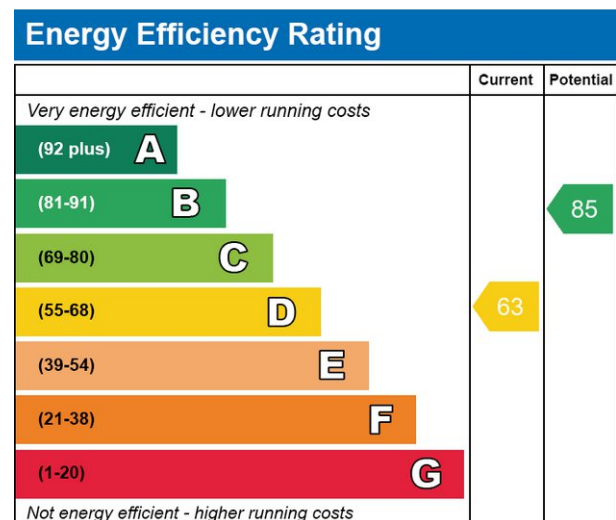 Energy Efficiency Rating
Current Potential
Very energy efficient - lower running costs
(92 plus) A
(81-91) B
85
(69-80) C
(55-68) D
63
(39-54) E
(21-38) F
(1-20) G
Not energy efficient - higher running costs